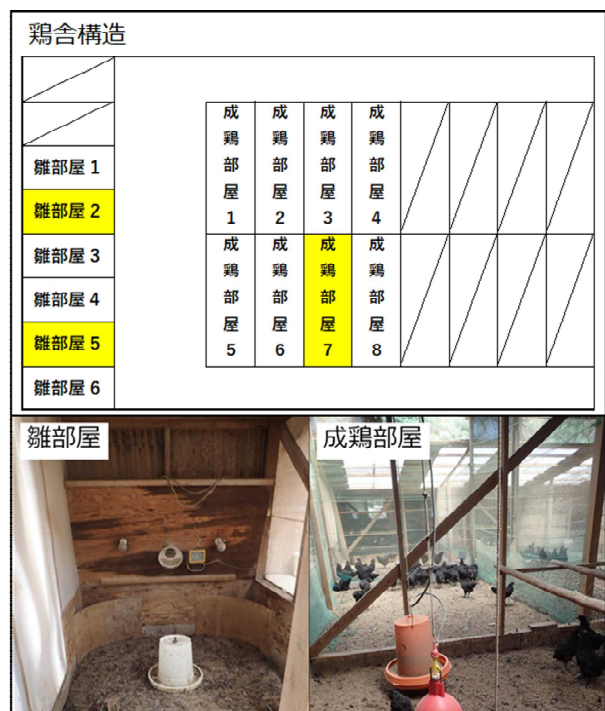 鶏舎構造
雛部屋 1
雛部屋 2
雛部屋 3
雛部屋 4
雛部屋 5
雛部屋 6
成鶏部屋1
成鶏部屋2
成鶏部屋3
成鶏部屋4
成鶏部屋5
成鶏部屋6
成鶏部屋7
成鶏部屋8
雛部屋
成鶏部屋